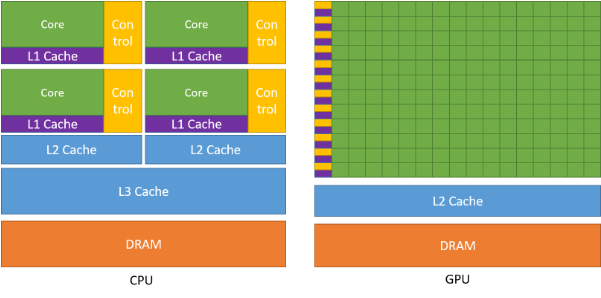 Core
Con
trol
L1 Cache
Core
Con
trol
L1 Cache
Core
Con
trol
L1 Cache
Core
Con
trol
L1 Cache
L2 Cache
L2 Cache
L3 Cache
DRAM
CPU
L2 Cache
DRAM
GPU